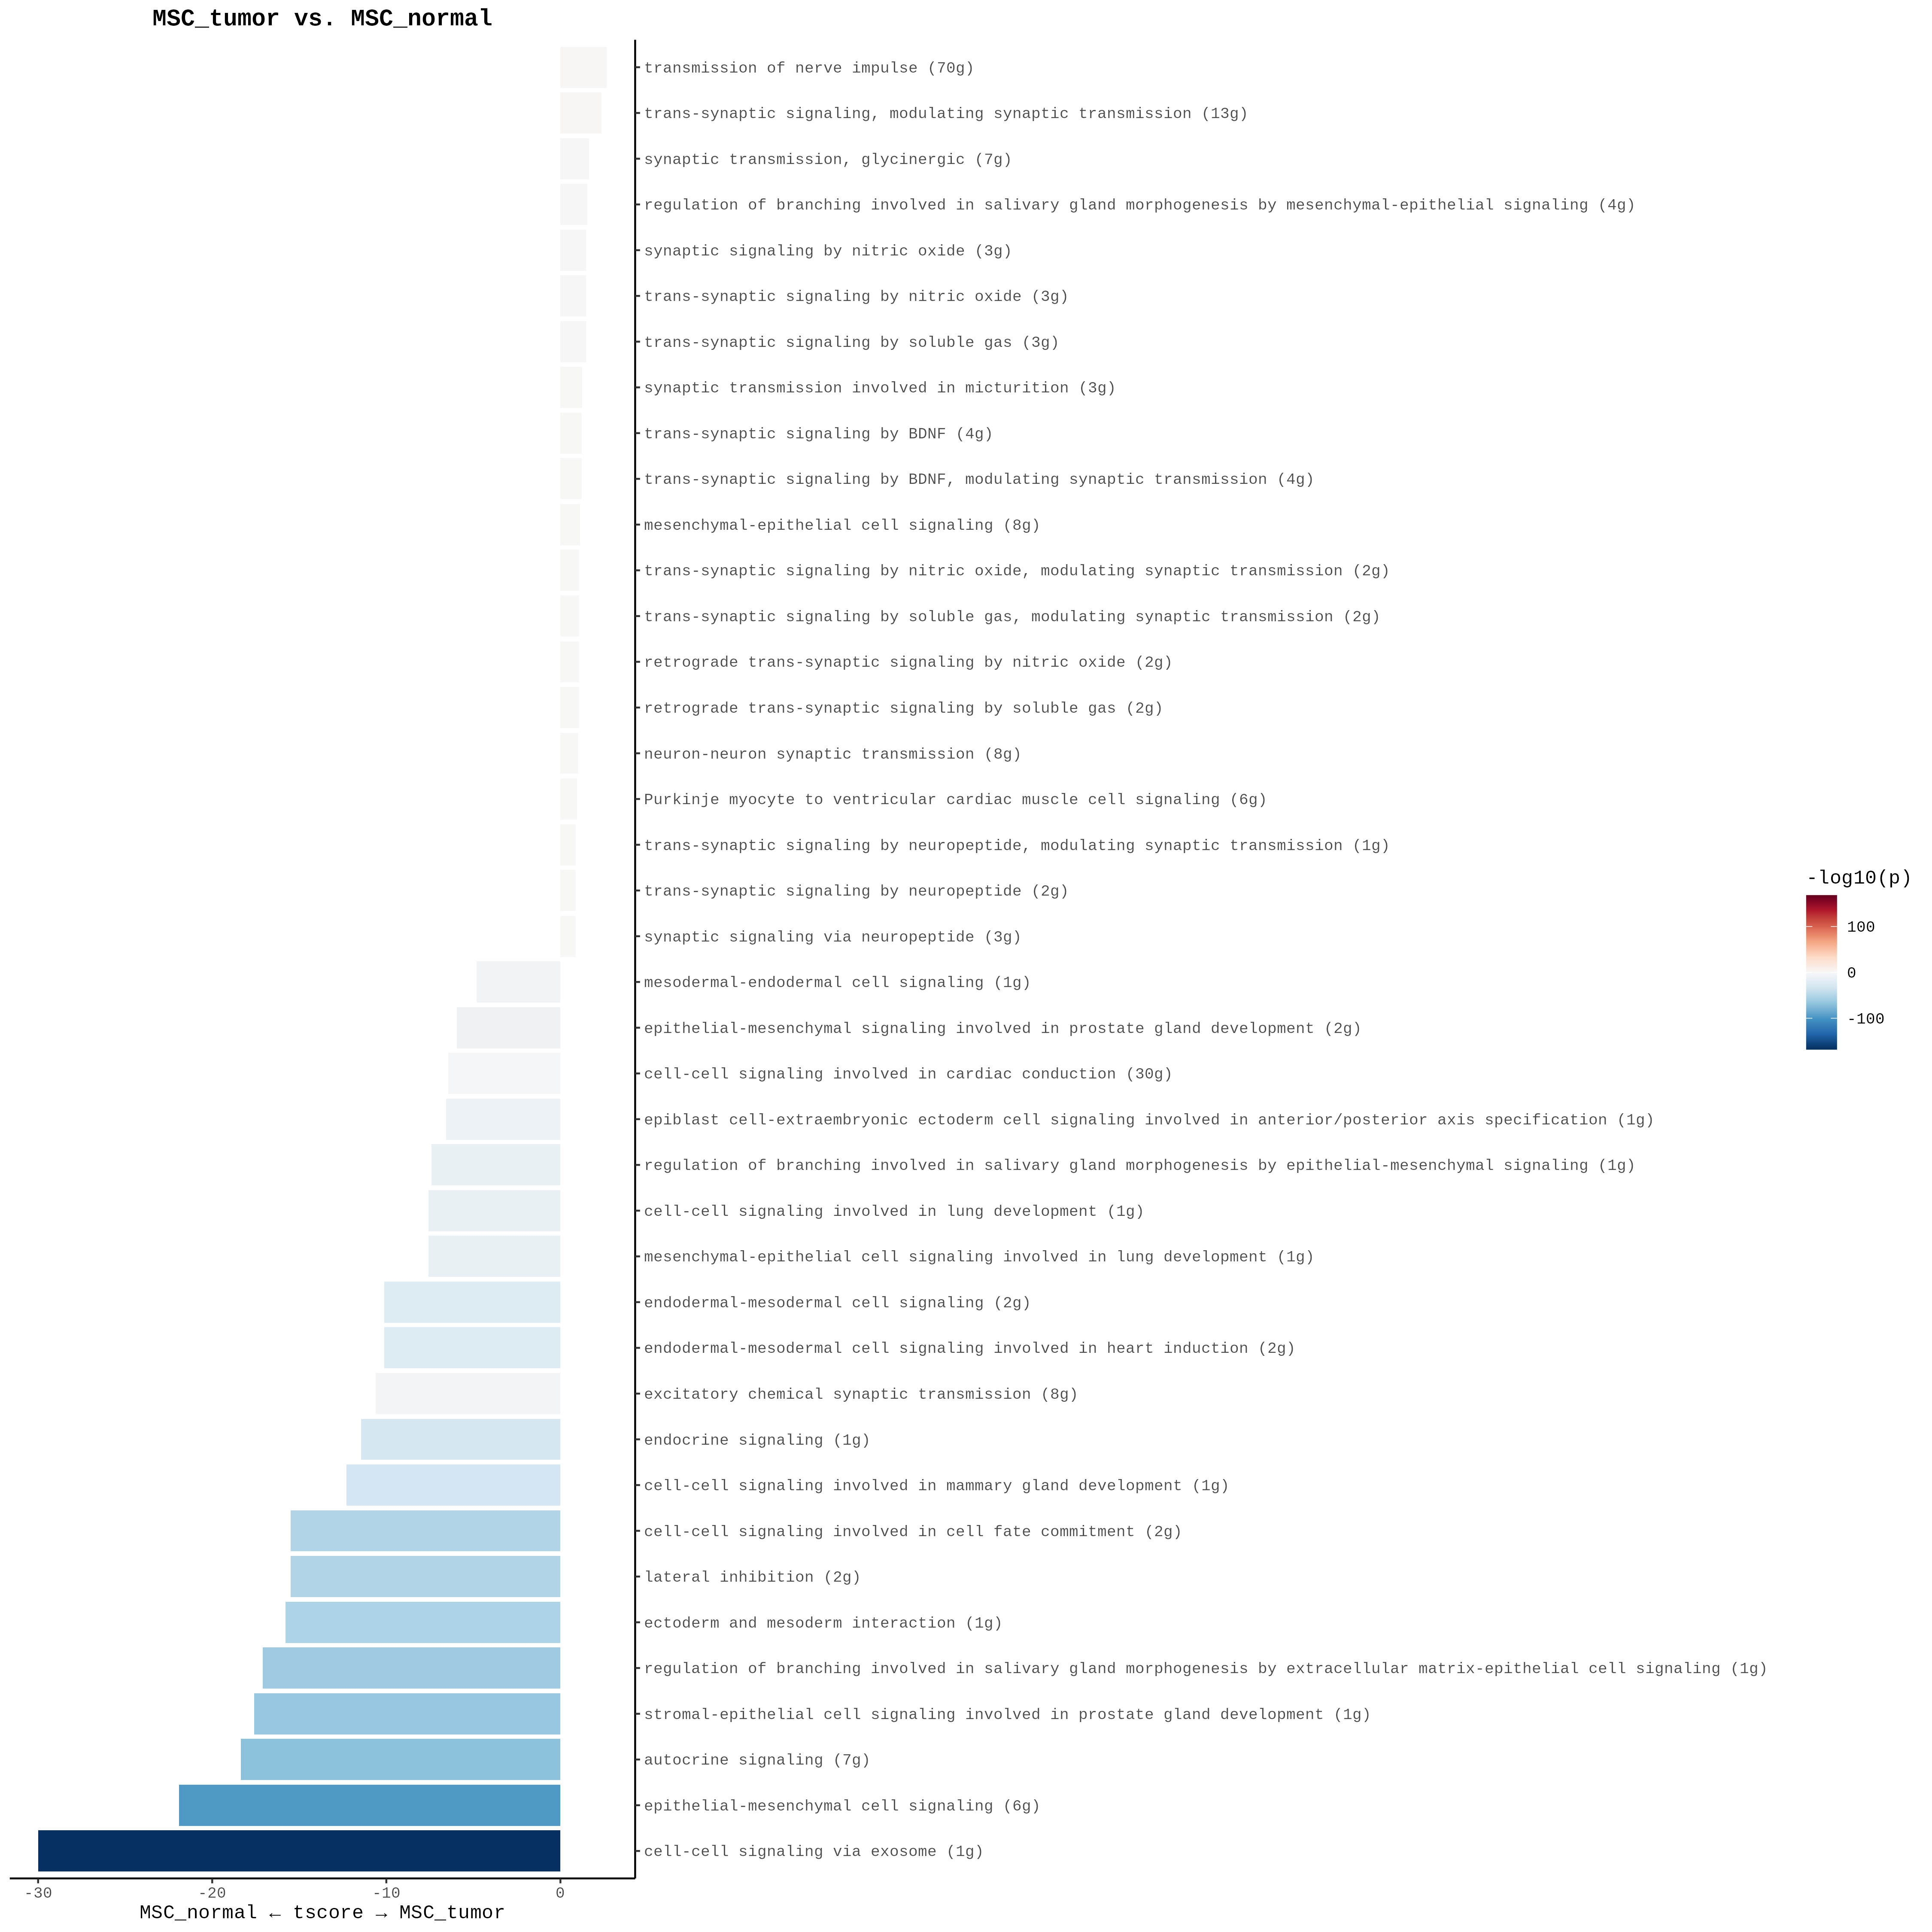 MSC_tumor vs. MSC_normal
transmission of nerve impulse (70g)
trans-synaptic signaling, modulating synaptic transmission (13g)
synaptic transmission, glycinergic (7g)
regulation of branching involved in salivary gland morphogenesis by mesenchymal-epithelial signaling (4g)
synaptic signaling by nitric oxide (3g)
trans-synaptic signaling by nitric oxide (3g)
trans-synaptic signaling by soluble gas (3g)
synaptic transmission involved in micturition (3g)
trans-synaptic signaling by BDNF (4g)
trans-synaptic signaling by BDNF, modulating synaptic transmission (4g)
mesenchymal-epithelial cell signaling (8g)
trans-synaptic signaling by nitric oxide, modulating synaptic transmission (2g)
trans-synaptic signaling by soluble gas, modulating synaptic transmission (2g)
retrograde trans-synaptic signaling by nitric oxide (2g)
retrograde trans-synaptic signaling by soluble gas (2g)
neuron-neuron synaptic transmission (8g)
Purkinje myocyte to ventricular cardiac muscle cell signaling (6g)
trans-synaptic signaling by neuropeptide, modulating synaptic transmission (1g)
trans-synaptic signaling by neuropeptide (2g)
synaptic signaling via neuropeptide (3g)
mesodermal-endodermal cell signaling (1g)
epithelial-mesenchymal signaling involved in prostate gland development (2g)
cell-cell signaling involved in cardiac conduction (30g)
epiblast cell-extraembryonic ectoderm cell signaling involved in anterior/posterior axis specification (1g)
regulation of branching involved in salivary gland morphogenesis by epithelial-mesenchymal signaling (1g)
cell-cell signaling involved in lung development (1g)
mesenchymal-epithelial cell signaling involved in lung development (1g)
endodermal-mesodermal cell signaling (2g)
endodermal-mesodermal cell signaling involved in heart induction (2g)
excitatory chemical synaptic transmission (8g)
endocrine signaling (1g)
cell-cell signaling involved in mammary gland development (1g)
cell-cell signaling involved in cell fate commitment (2g)
lateral inhibition (2g)
ectoderm and mesoderm interaction (1g)
regulation of branching involved in salivary gland morphogenesis by extracellular matrix-epithelial cell signaling (1g)
stromal-epithelial cell signaling involved in prostate gland development (1g)
autocrine signaling (7g)
epithelial-mesenchymal cell signaling (6g)
cell-cell signaling via exosome (1g)
-30 -20 -10 0
MSC_normal ← tscore → MSC_tumor
-log10(p)
100
0
-100